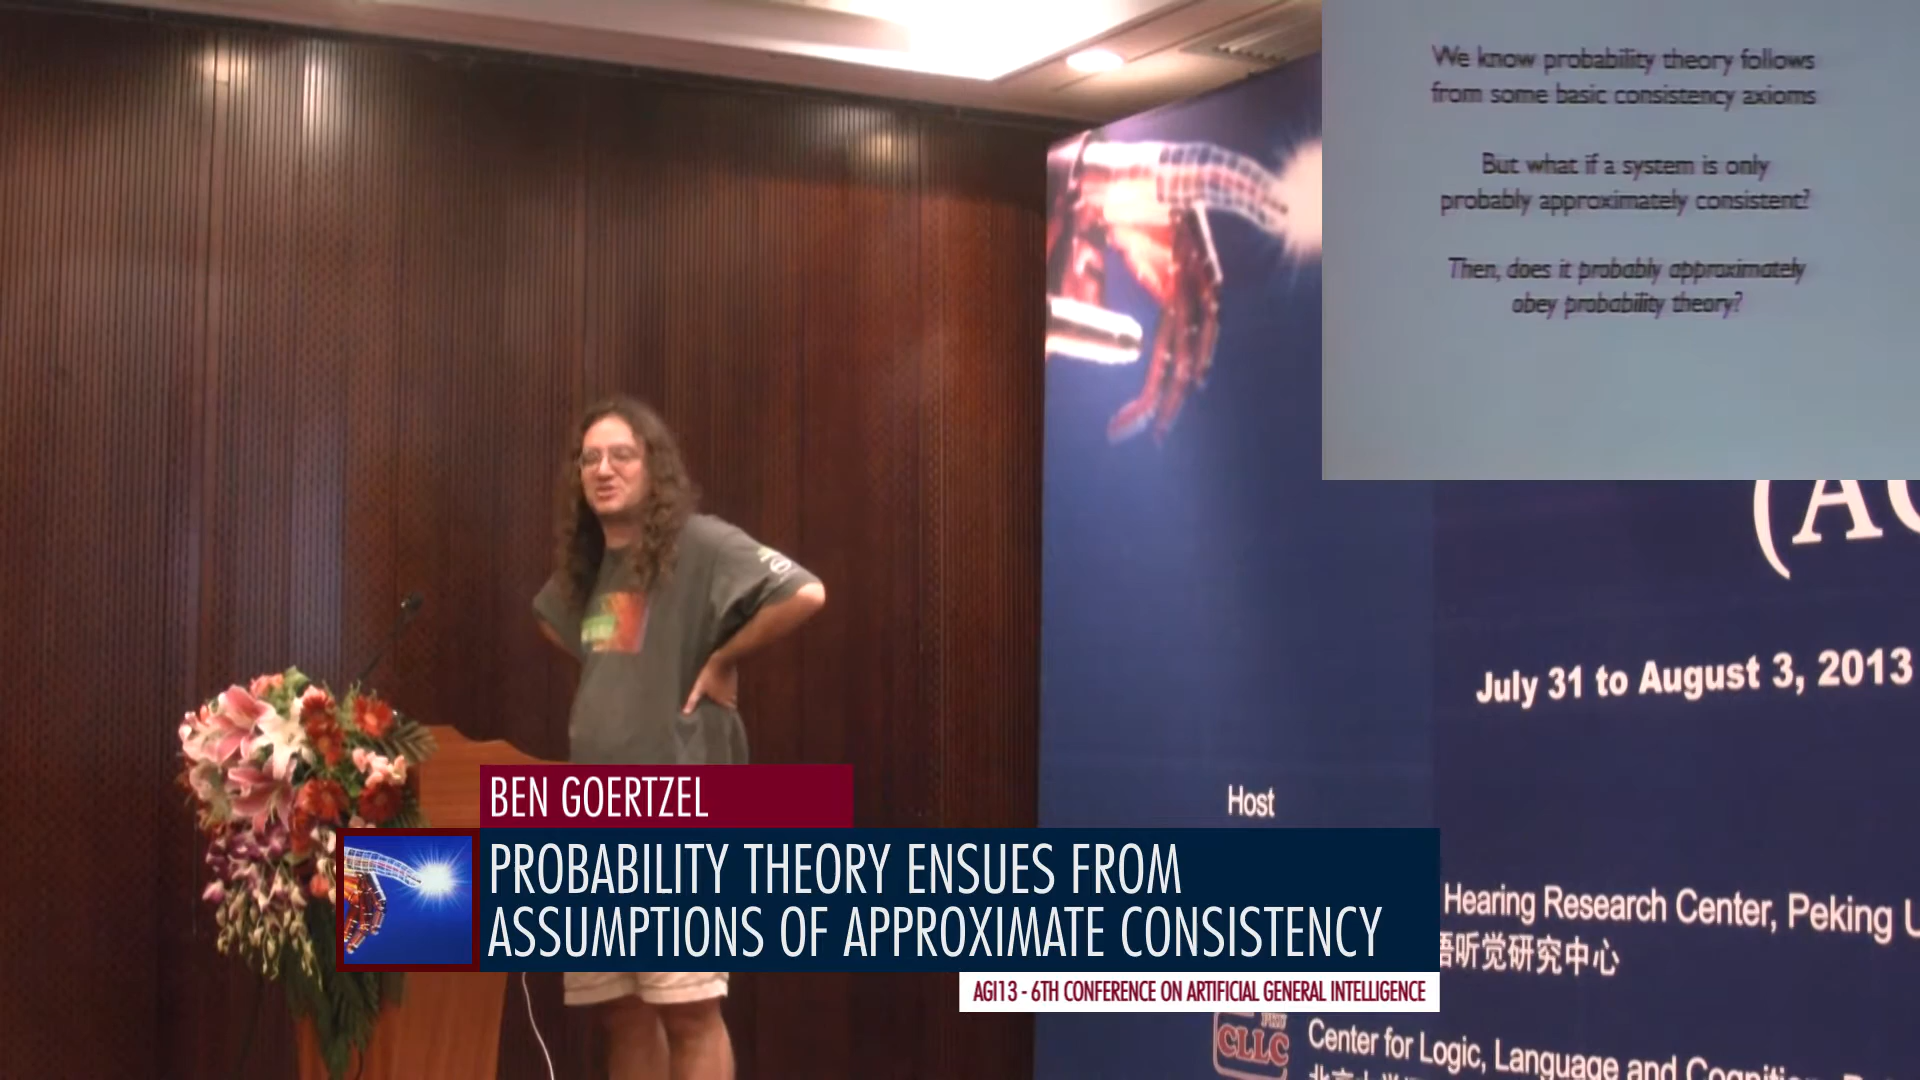 We know probability theory follows
from some basic consistency axioms
But what if a system is only
probably approximately consistent?
Then, does it probably approximately
obey probability theory?
July 31 to August 3, 2013
Host
Hearing Research Center, Peking
听觉研究中心
CLLC
Center for Logic, Language and
BEN GOERTZEL
PROBABILITY THEORY ENSUES FROM
ASSUMPTIONS OF APPROXIMATE CONSISTENCY
AGI13 - 6TH CONFERENCE ON ARTIFICIAL GENERAL INTELLIGENCE